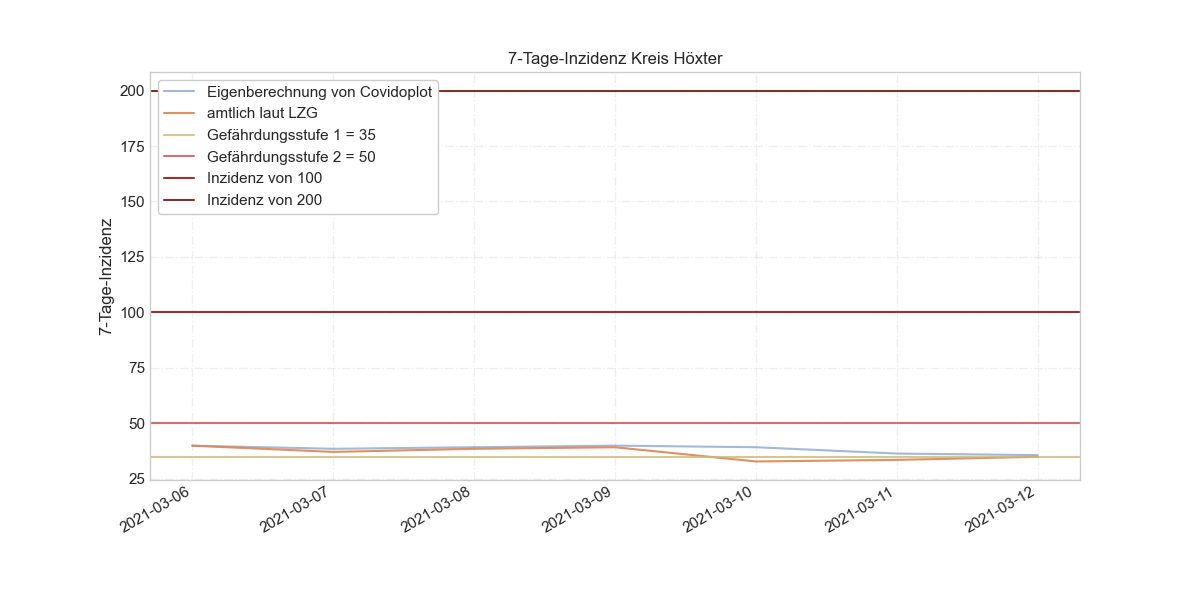 7-Tage-Inzidenz Kreis Höxter
Eigenberechnung von Covidoplot
amtlich laut LZG
Gefährdungsstufe 1 = 35
Gefährdungsstufe 2 = 50
Inzidenz von 100
Inzidenz von 200
7-Tage-Inzidenz
200
175
150
125
100
75
50
25
2021-03-06
2021-03-07
2021-03-08
2021-03-09
2021-03-10
2021-03-11
2021-03-12